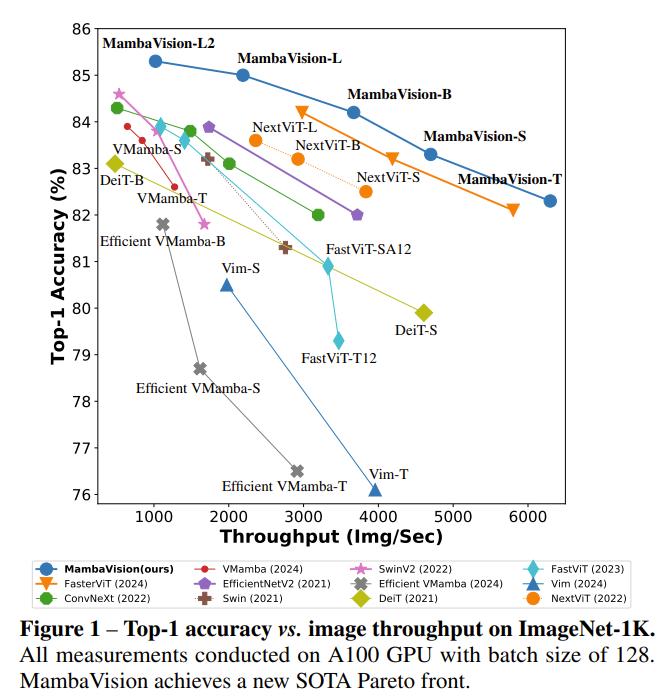 86
85
84
83
82
81
80
79
78
77
76
Top-1 Accuracy (%)
MambaVision-L2
MambaVision-L
MambaVision-B
MambaVision-S
MambaVision-T
NextViT-L
NextViT-B
NextViT-S
VMamba-S
DeiT-B
VMamba-T
Efficient VMamba-B
FastViT-SA12
Vim-S
DeiT-S
FastViT-T12
Efficient VMamba-S
Vim-T
Efficient VMamba-T
1000 2000 3000 4000 5000 6000
Throughput (Img/Sec)
MambaVision(ours) VMamba (2024) SwinV2 (2022) FastViT (2023)
FasterViT (2024) EfficientNetV2 (2021) Efficient VMamba (2024) Vim (2024)
ConvNeXt (2022) Swin (2021) DeiT (2021) NextViT (2022)
Figure 1 – Top-1 accuracy vs. image throughput on ImageNet-1K.
All measurements conducted on A100 GPU with batch size of 128.
MambaVision achieves a new SOTA Pareto front.